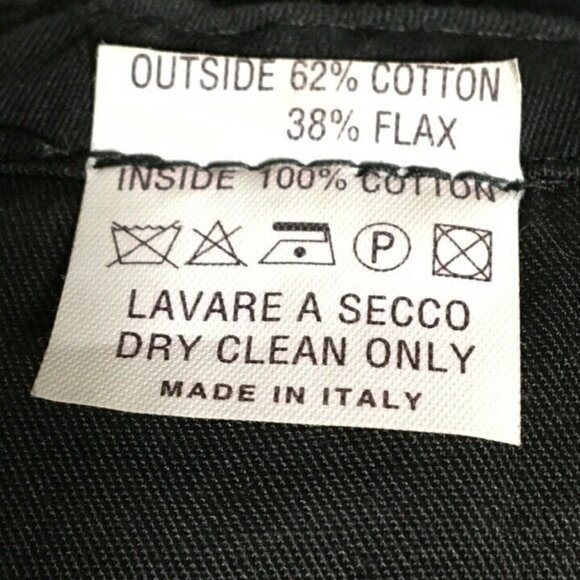 OUTSIDE 62% COTTON
38% FLAX
INSIDE 100% COTTON
P
LAVARE A SECCO
DRY CLEAN ONLY
MADE IN ITALY